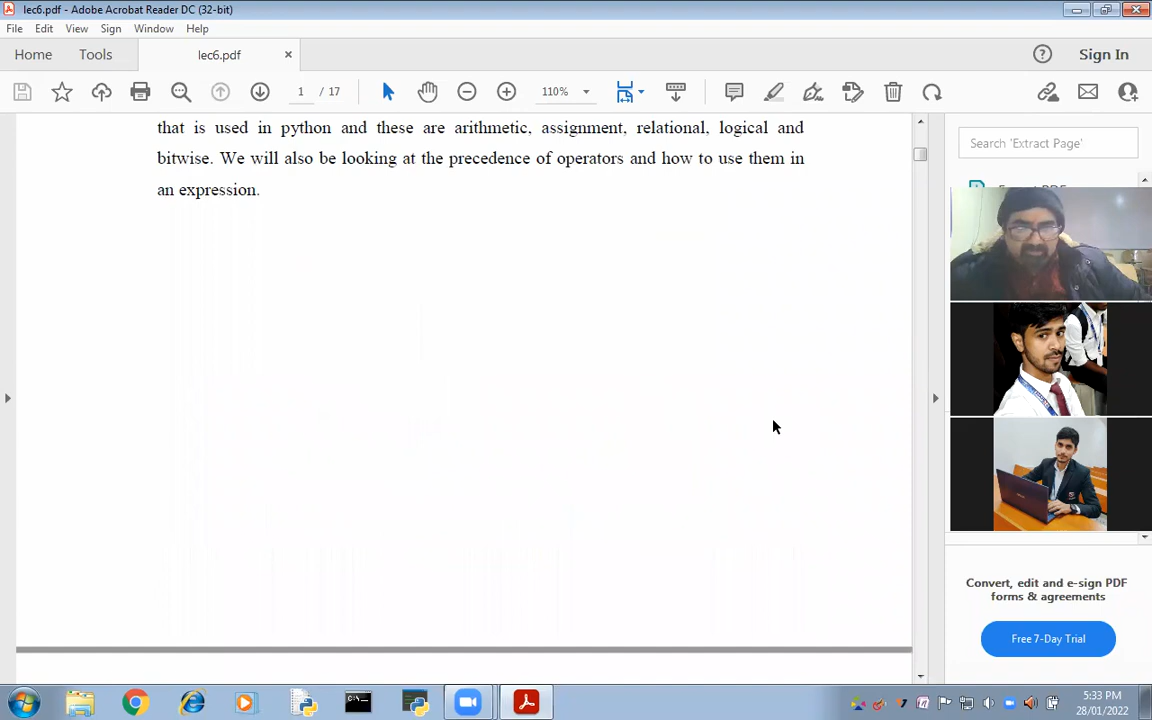 lec6.pdf - Adobe Acrobat Reader DC (32-bit)
File Edit View Sign Window Help
Home Tools lec6.pdf × ? Sign In
1 / 17 110%
that is used in python and these are arithmetic, assignment, relational, logical and
bitwise. We will also be looking at the precedence of operators and how to use them in
an expression.
Search 'Extract Page'
Convert, edit and e-sign PDF
forms & agreements
Free 7-Day Trial
5:33 PM
28/01/2022